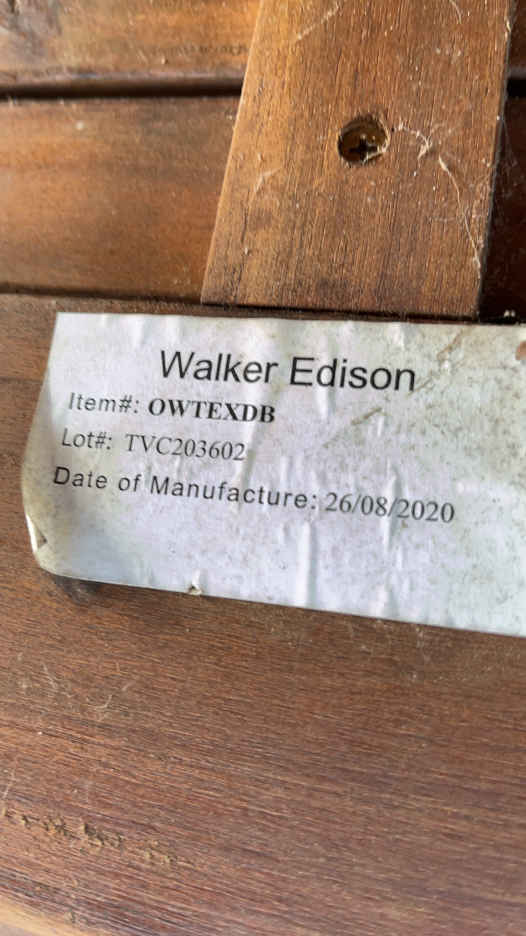 Walker Edison
Item#: OWTEXDB
Lot#: TVC203602
Date of Manufacture: 26/08/2020